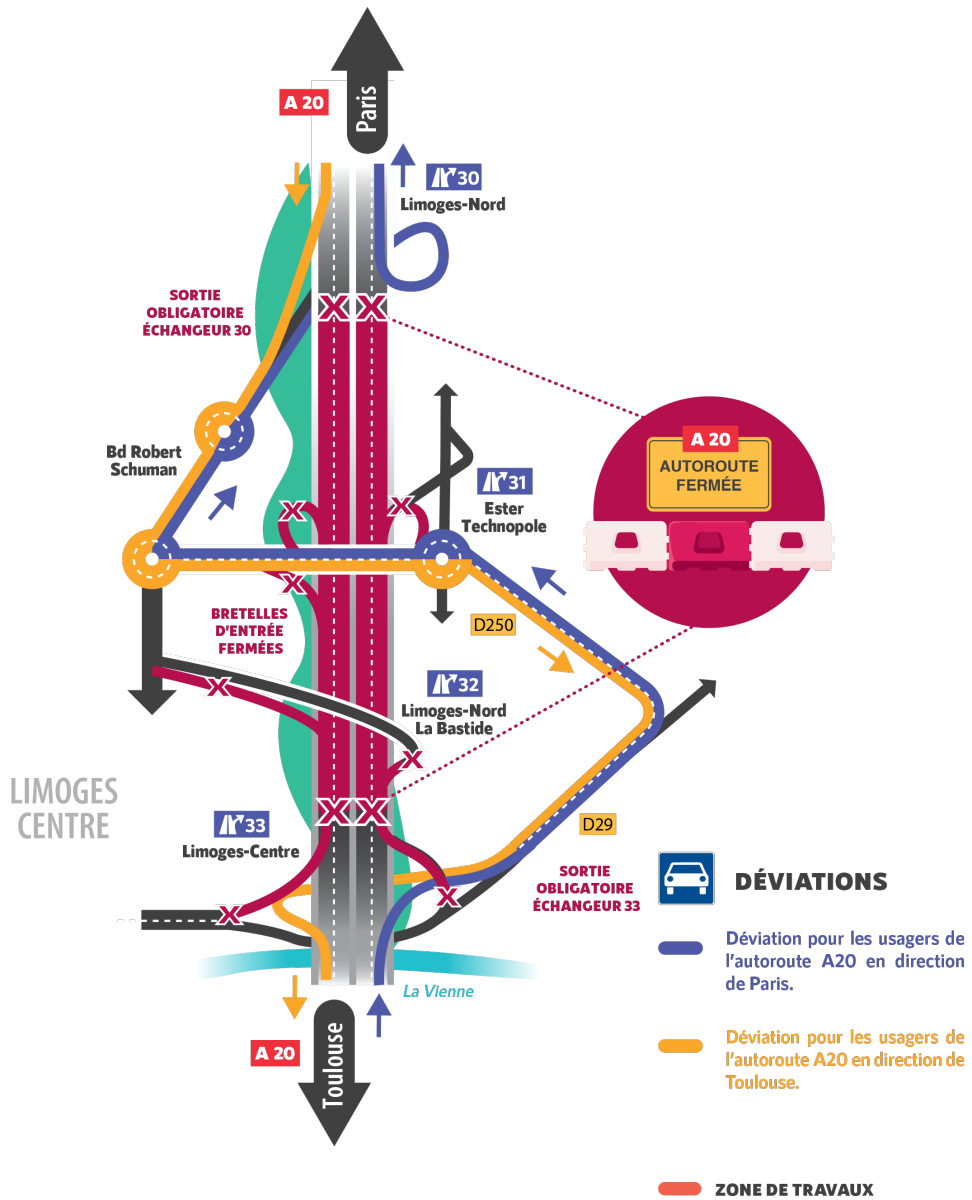 A 20
Paris
30
Limoges-Nord
SORTIE
OBLIGATOIRE
ÉCHANGEUR 30
Bd Robert
Schuman
31
Ester
Technopole
A 20
AUTOROUTE
FERMÉE
BRETELLES
D'ENTRÉE
FERMÉES
D250
32
Limoges-Nord
La Bastide
LIMOGES
CENTRE
33
Limoges-Centre
D29
SORTIE
OBLIGATOIRE
ÉCHANGEUR 33
La Vienne
A 20
Toulouse
DÉVIATIONS
Déviation pour les usagers de
l'autoroute A20 en direction
de Paris.
Déviation pour les usagers de
l'autoroute A20 en direction de
Toulouse.
ZONE DE TRAVAUX